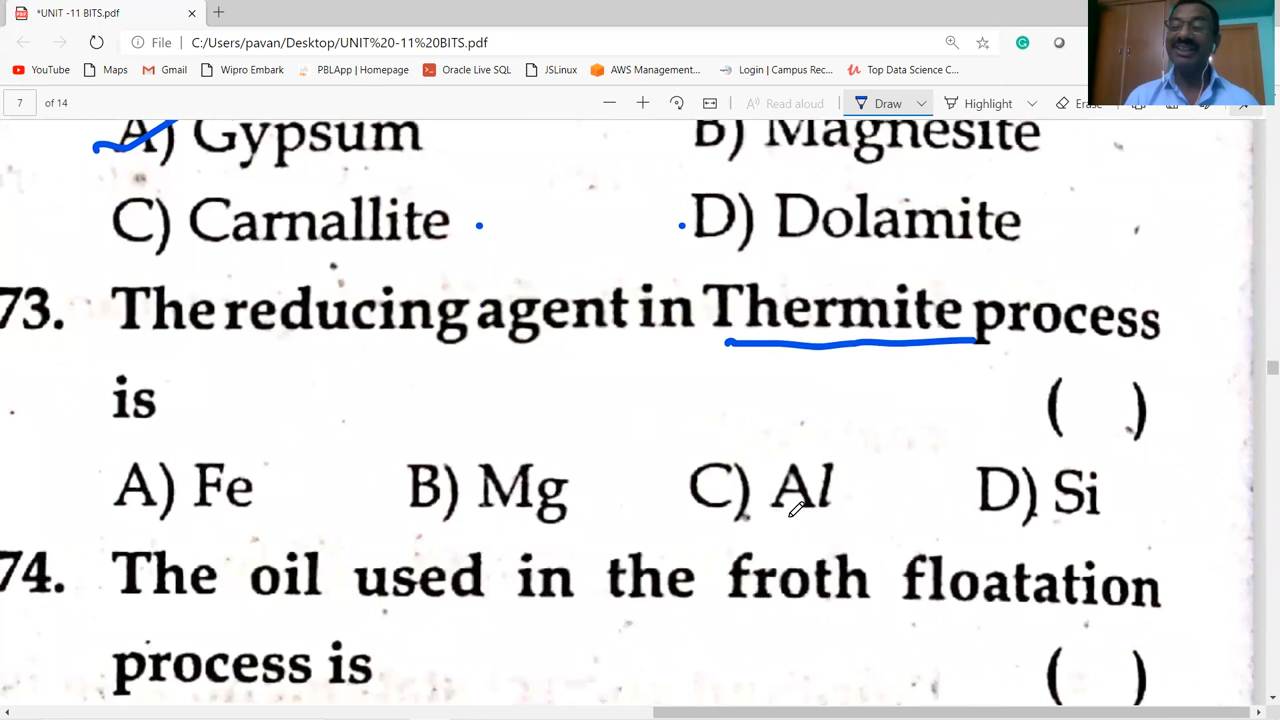 *UNIT -11 BITS.pdf
File C:/Users/pavan/Desktop/UNIT%20-11%20BITS.pdf
YouTube Maps Gmail Wipro Embark PBLApp | Homepage Oracle Live SQL JSLinux AWS Management... Login | Campus Rec... Top Data Science C...
7 of 14 Read aloud Draw Highlight Erase
A) Gypsum B) Magnesite
C) Carnallite D) Dolamite
73. The reducing agent in Thermite process
is ( )
A) Fe B) Mg C) Al D) Si
74. The oil used in the froth floatation
process is ( )